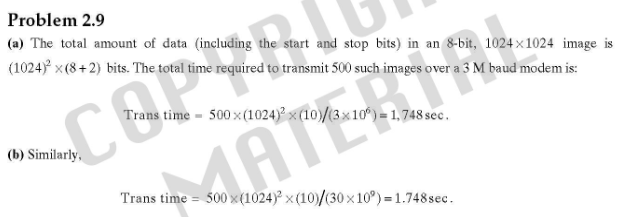 Problem 2.9
(a) The total amount of data (including the start and stop bits) in an 8-bit, 1024×1024 image is
(1024)² ×(8+2) bits. The total time required to transmit 500 such images over a 3 M baud modem is:
Trans time = 500×(1024)²×(10)/(3×10⁶) = 1,748 sec.
(b) Similarly,
Trans time = 500×(1024)²×(10)/(30×10⁹) = 1.748 sec.
COPYRIGHT
MATERIAL